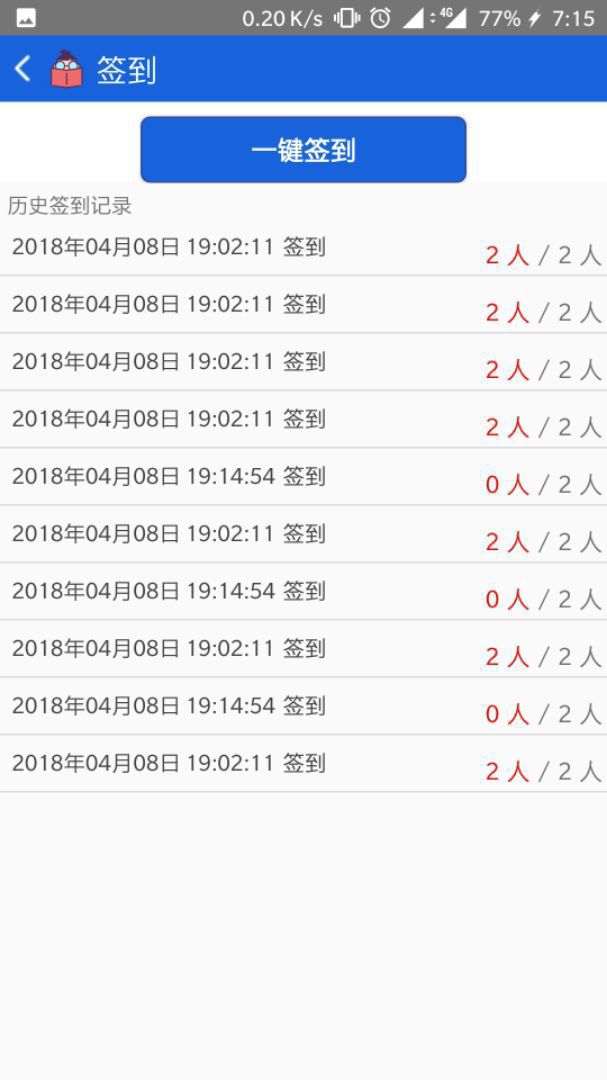 0.20 K/s 4G 77% 7:15
签到
一键签到
历史签到记录
2018年04月08日 19:02:11 签到 2 人 / 2 人
2018年04月08日 19:02:11 签到 2 人 / 2 人
2018年04月08日 19:02:11 签到 2 人 / 2 人
2018年04月08日 19:02:11 签到 2 人 / 2 人
2018年04月08日 19:14:54 签到 0 人 / 2 人
2018年04月08日 19:02:11 签到 2 人 / 2 人
2018年04月08日 19:14:54 签到 0 人 / 2 人
2018年04月08日 19:02:11 签到 2 人 / 2 人
2018年04月08日 19:14:54 签到 0 人 / 2 人
2018年04月08日 19:02:11 签到 2 人 / 2 人